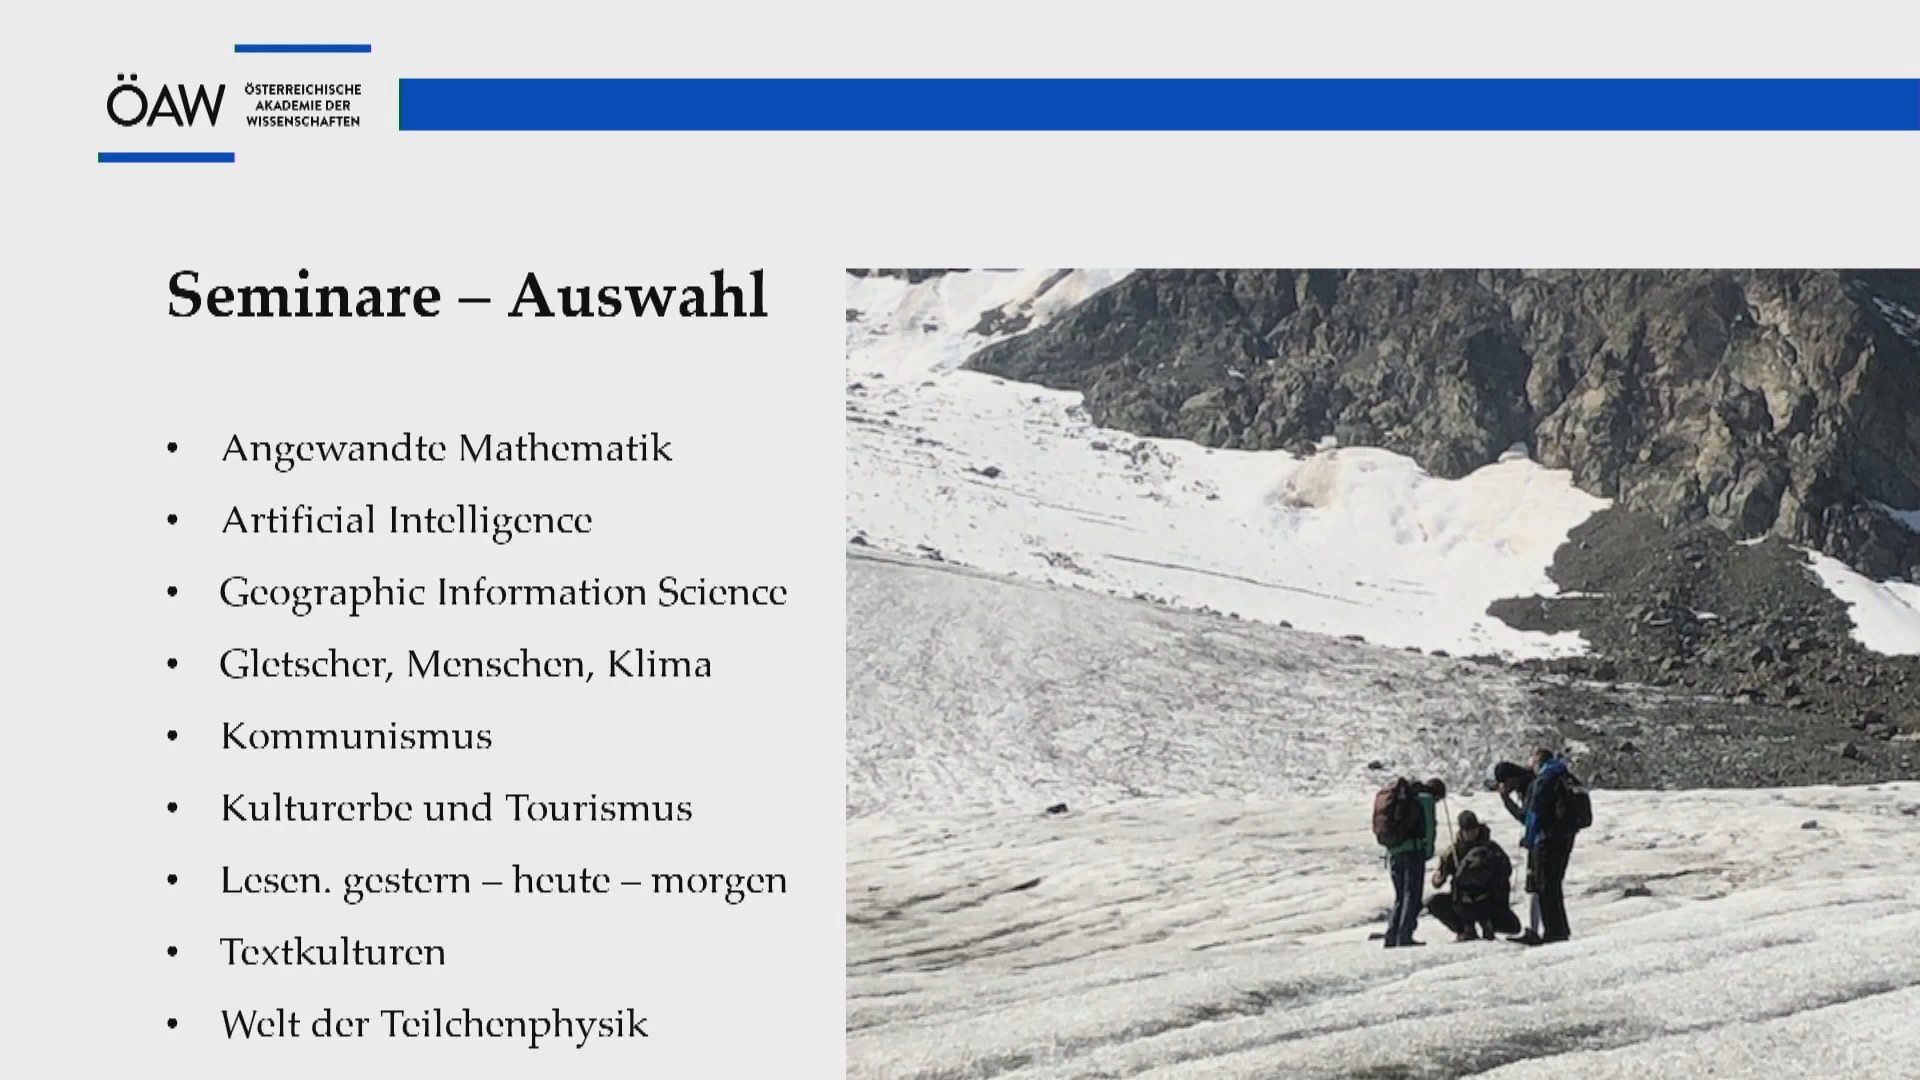 ÖAW
ÖSTERREICHISCHE
AKADEMIE DER
WISSENSCHAFTEN
Seminare – Auswahl
• Angewandte Mathematik
• Artificial Intelligence
• Geographic Information Science
• Gletscher, Menschen, Klima
• Kommunismus
• Kulturerbe und Tourismus
• Lesen. gestern – heute – morgen
• Textkulturen
• Welt der Teilchenphysik